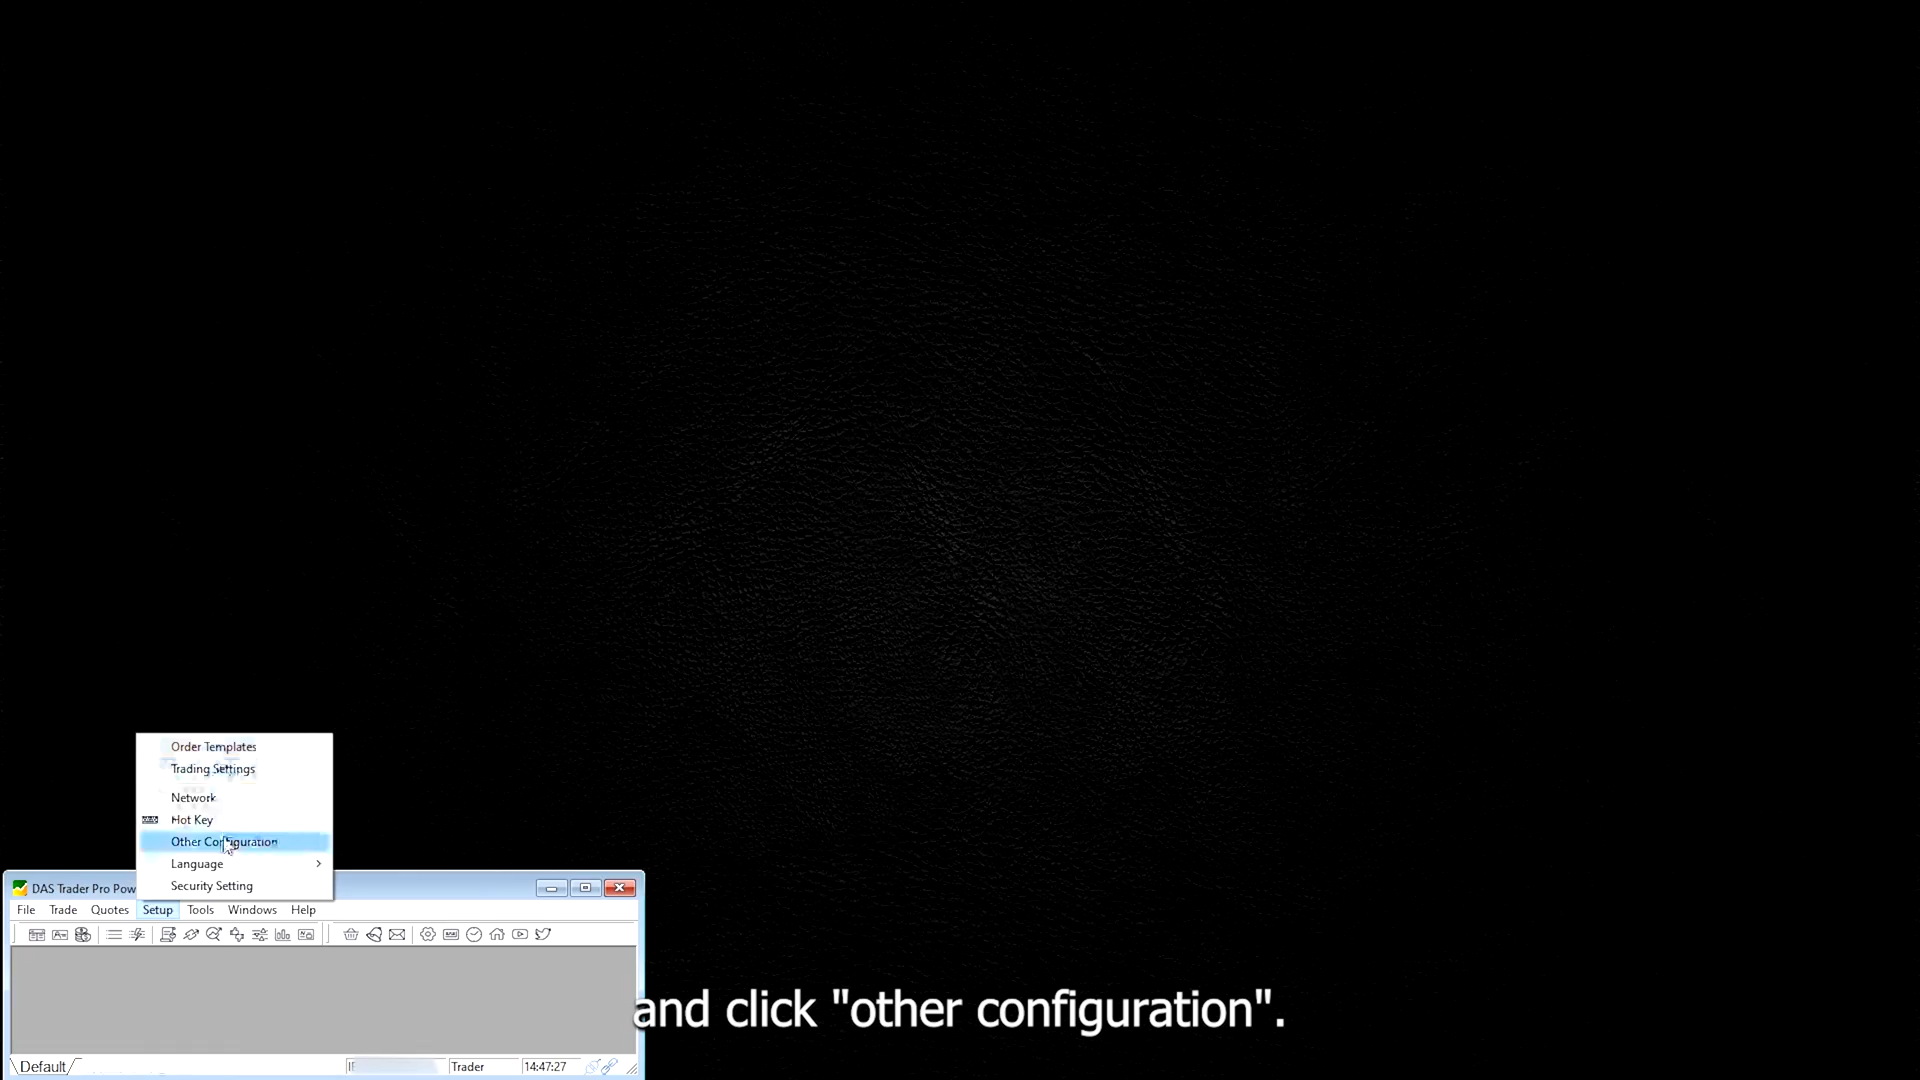 Order Templates
Trading Settings
Network
Hot Key
Other Configuration
Language
Security Setting
DAS Trader Pro
File Trade Quotes Setup Tools Windows Help
and click "other configuration".
Default Trader 14:47:27